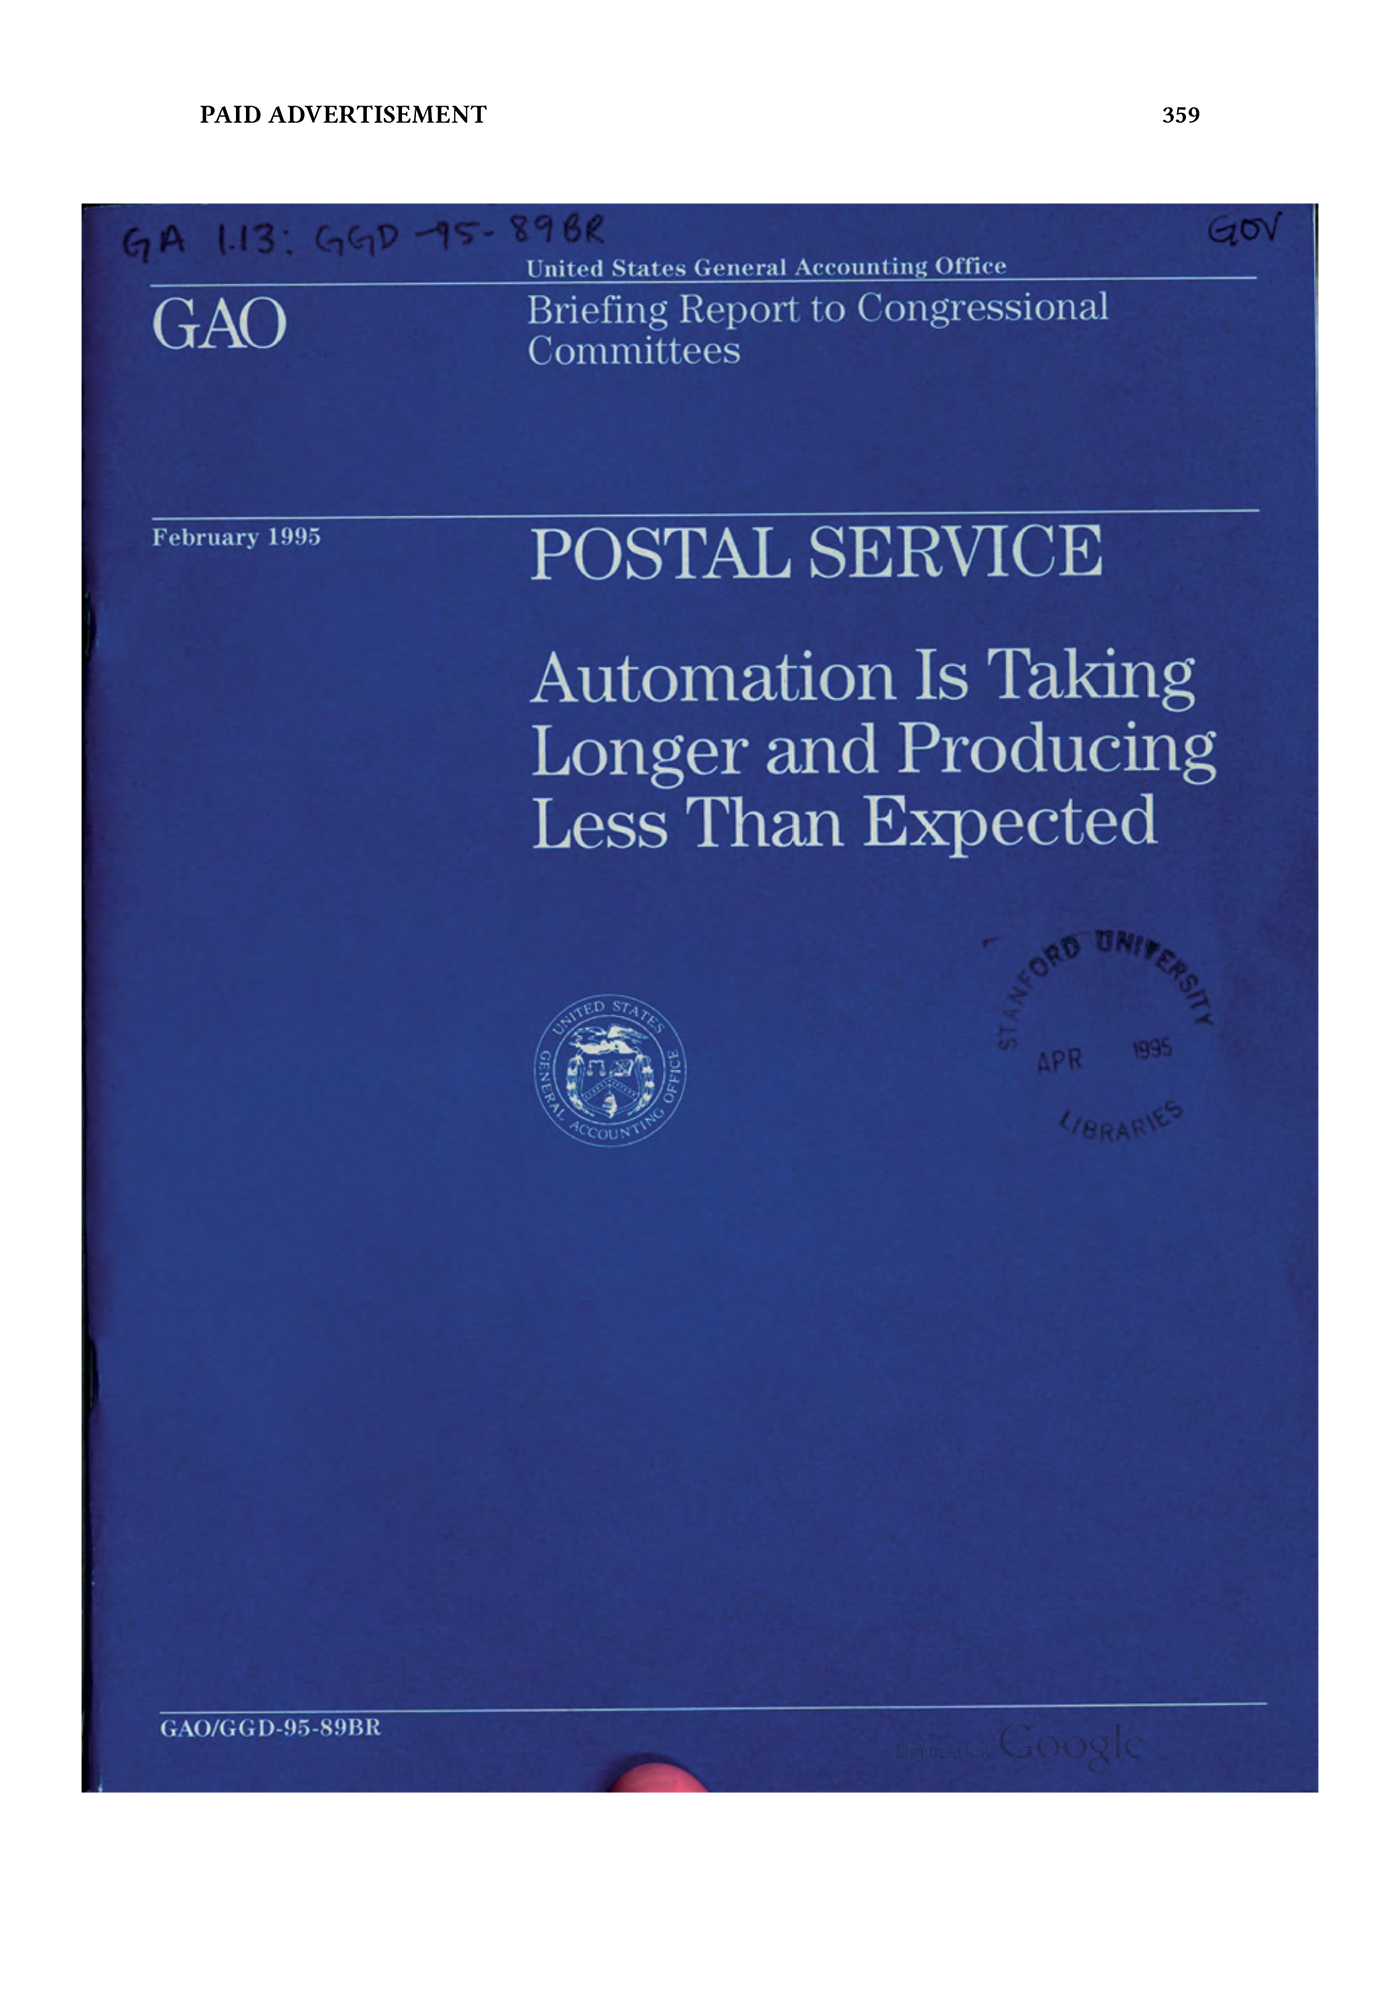 PAID ADVERTISEMENT 359
GA 1.13: GGD-95-89BR
GOV
United States General Accounting Office
GAO
Briefing Report to Congressional
Committees
February 1995
POSTAL SERVICE
Automation Is Taking
Longer and Producing
Less Than Expected
STANFORD UNIVERSITY
APR 1995
LIBRARIES
UNITED STATES
GENERAL ACCOUNTING OFFICE
GAO/GGD-95-89BR
Digitized by Google